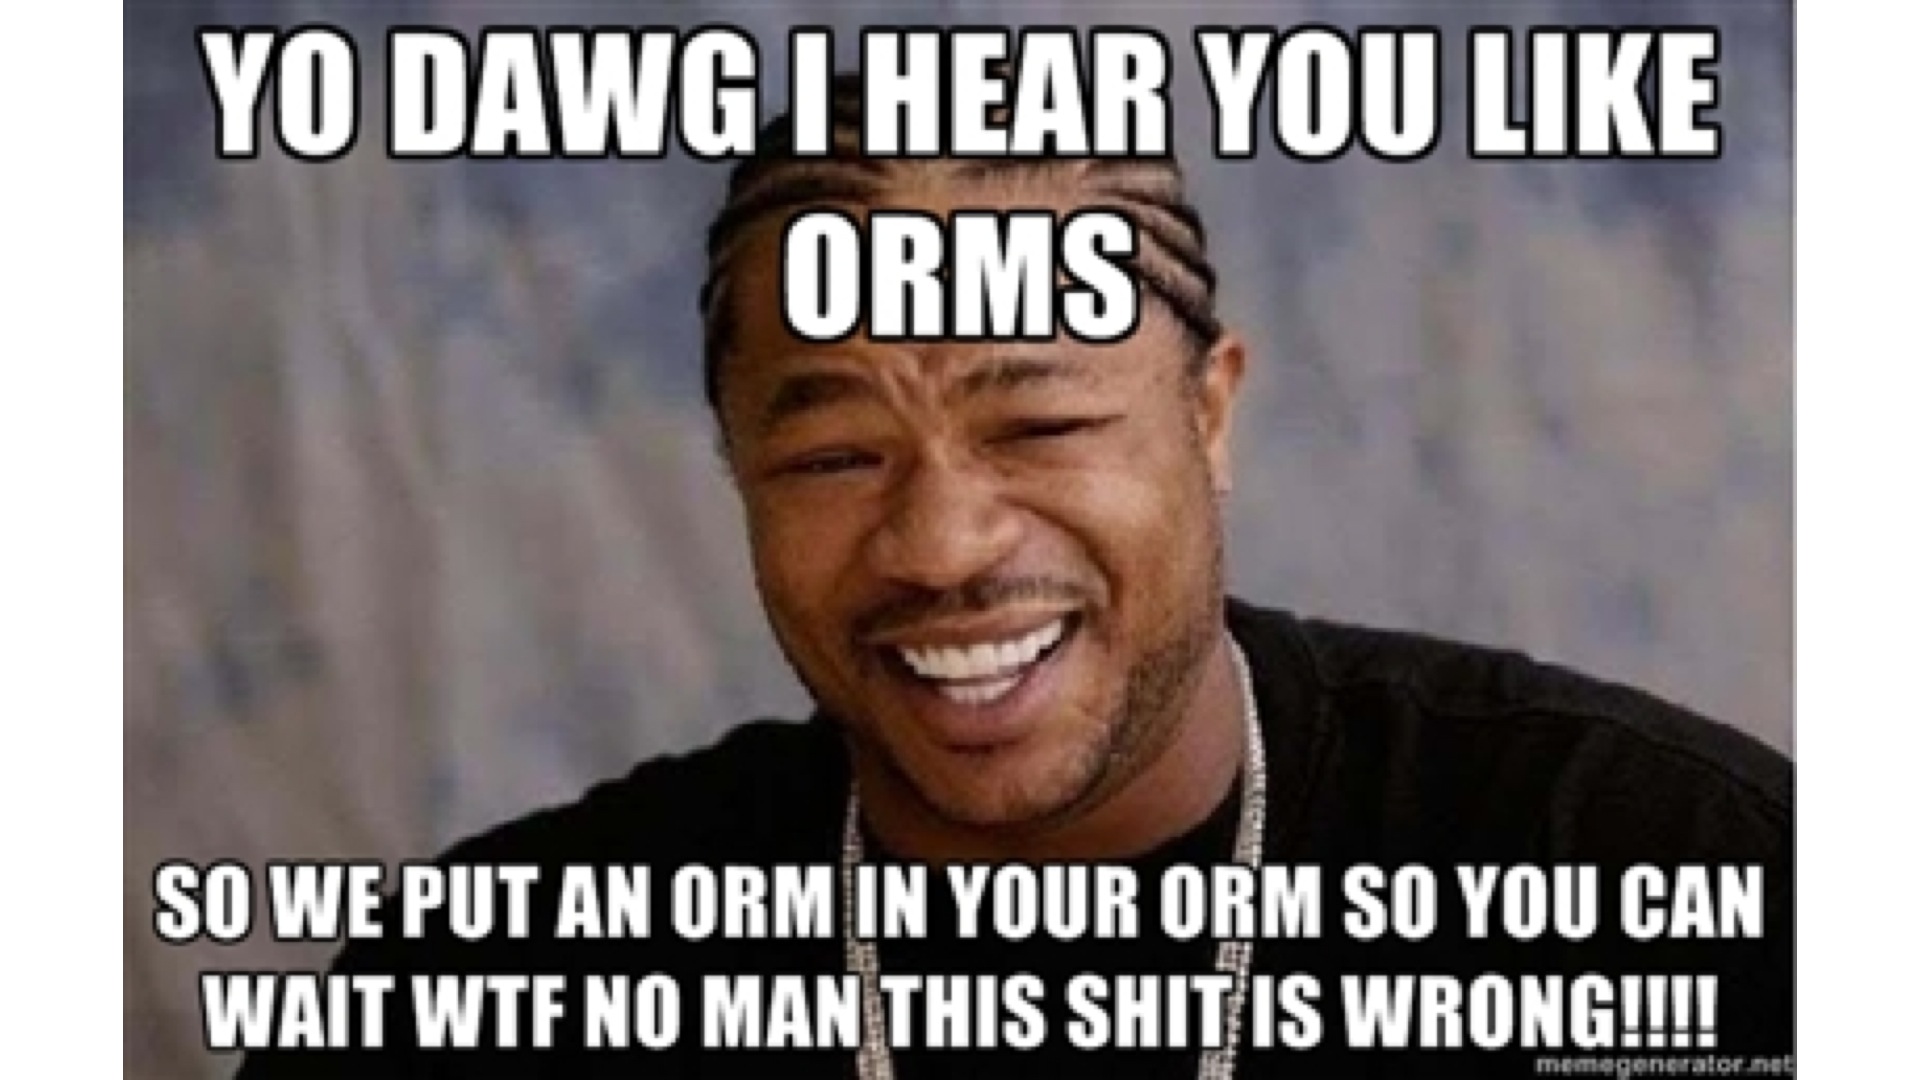 YO DAWG I HEAR YOU LIKE
ORMS
SO WE PUT AN ORM IN YOUR ORM SO YOU CAN
WAIT WTF NO MAN THIS SHIT IS WRONG!!!!
memegenerator.net